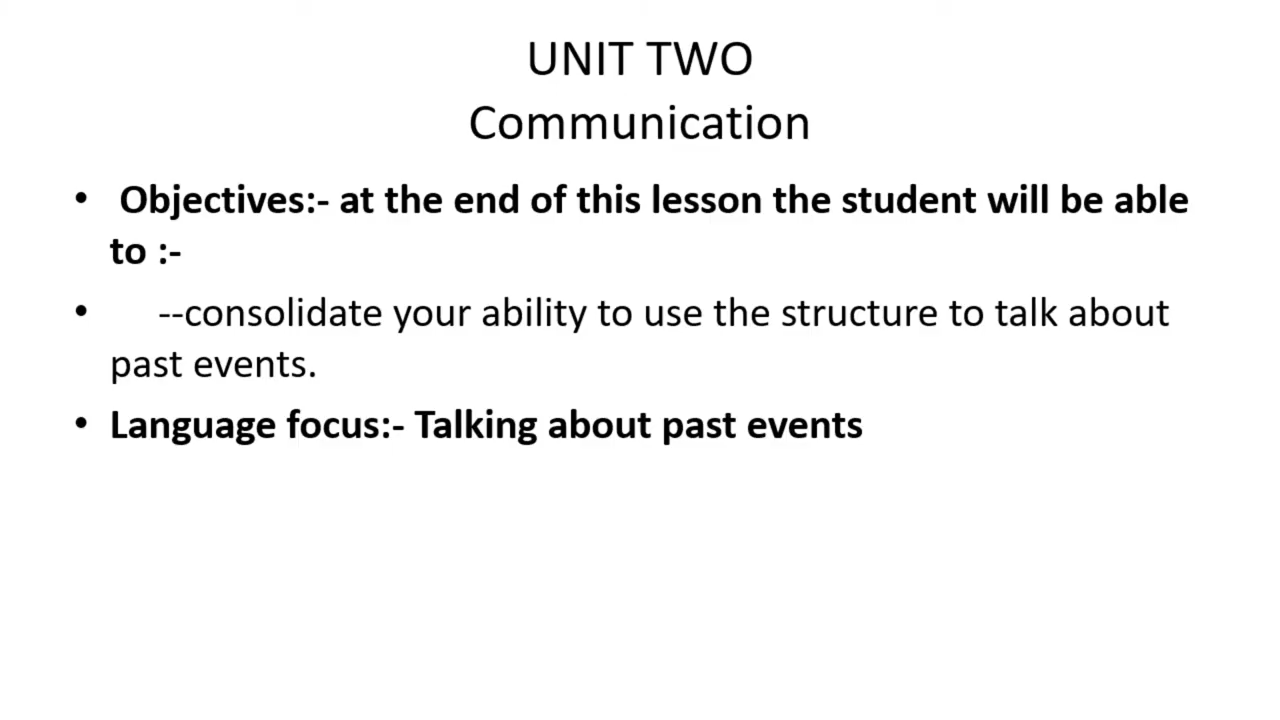 UNIT TWO
Communication
• Objectives:- at the end of this lesson the student will be able
to :-
• --consolidate your ability to use the structure to talk about
past events.
• Language focus:- Talking about past events